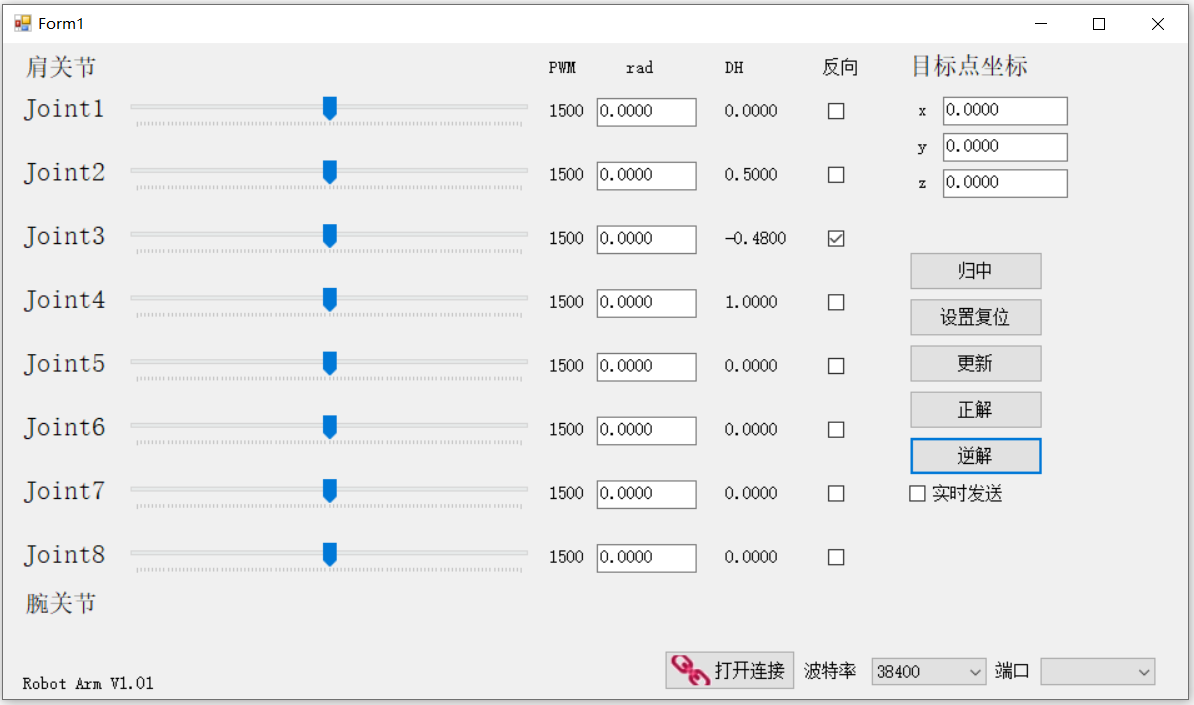 Form1
肩关节 PWM rad DH 反向 目标点坐标
Joint1 1500 0.0000 0.0000 x 0.0000
y 0.0000
Joint2 1500 0.0000 0.5000 z 0.0000
Joint3 1500 0.0000 -0.4800
归中
Joint4 1500 0.0000 1.0000 设置复位
Joint5 1500 0.0000 0.0000 更新
正解
Joint6 1500 0.0000 0.0000
逆解
Joint7 1500 0.0000 0.0000 实时发送
Joint8 1500 0.0000 0.0000
腕关节
打开连接 波特率 38400 端口
Robot Arm V1.01